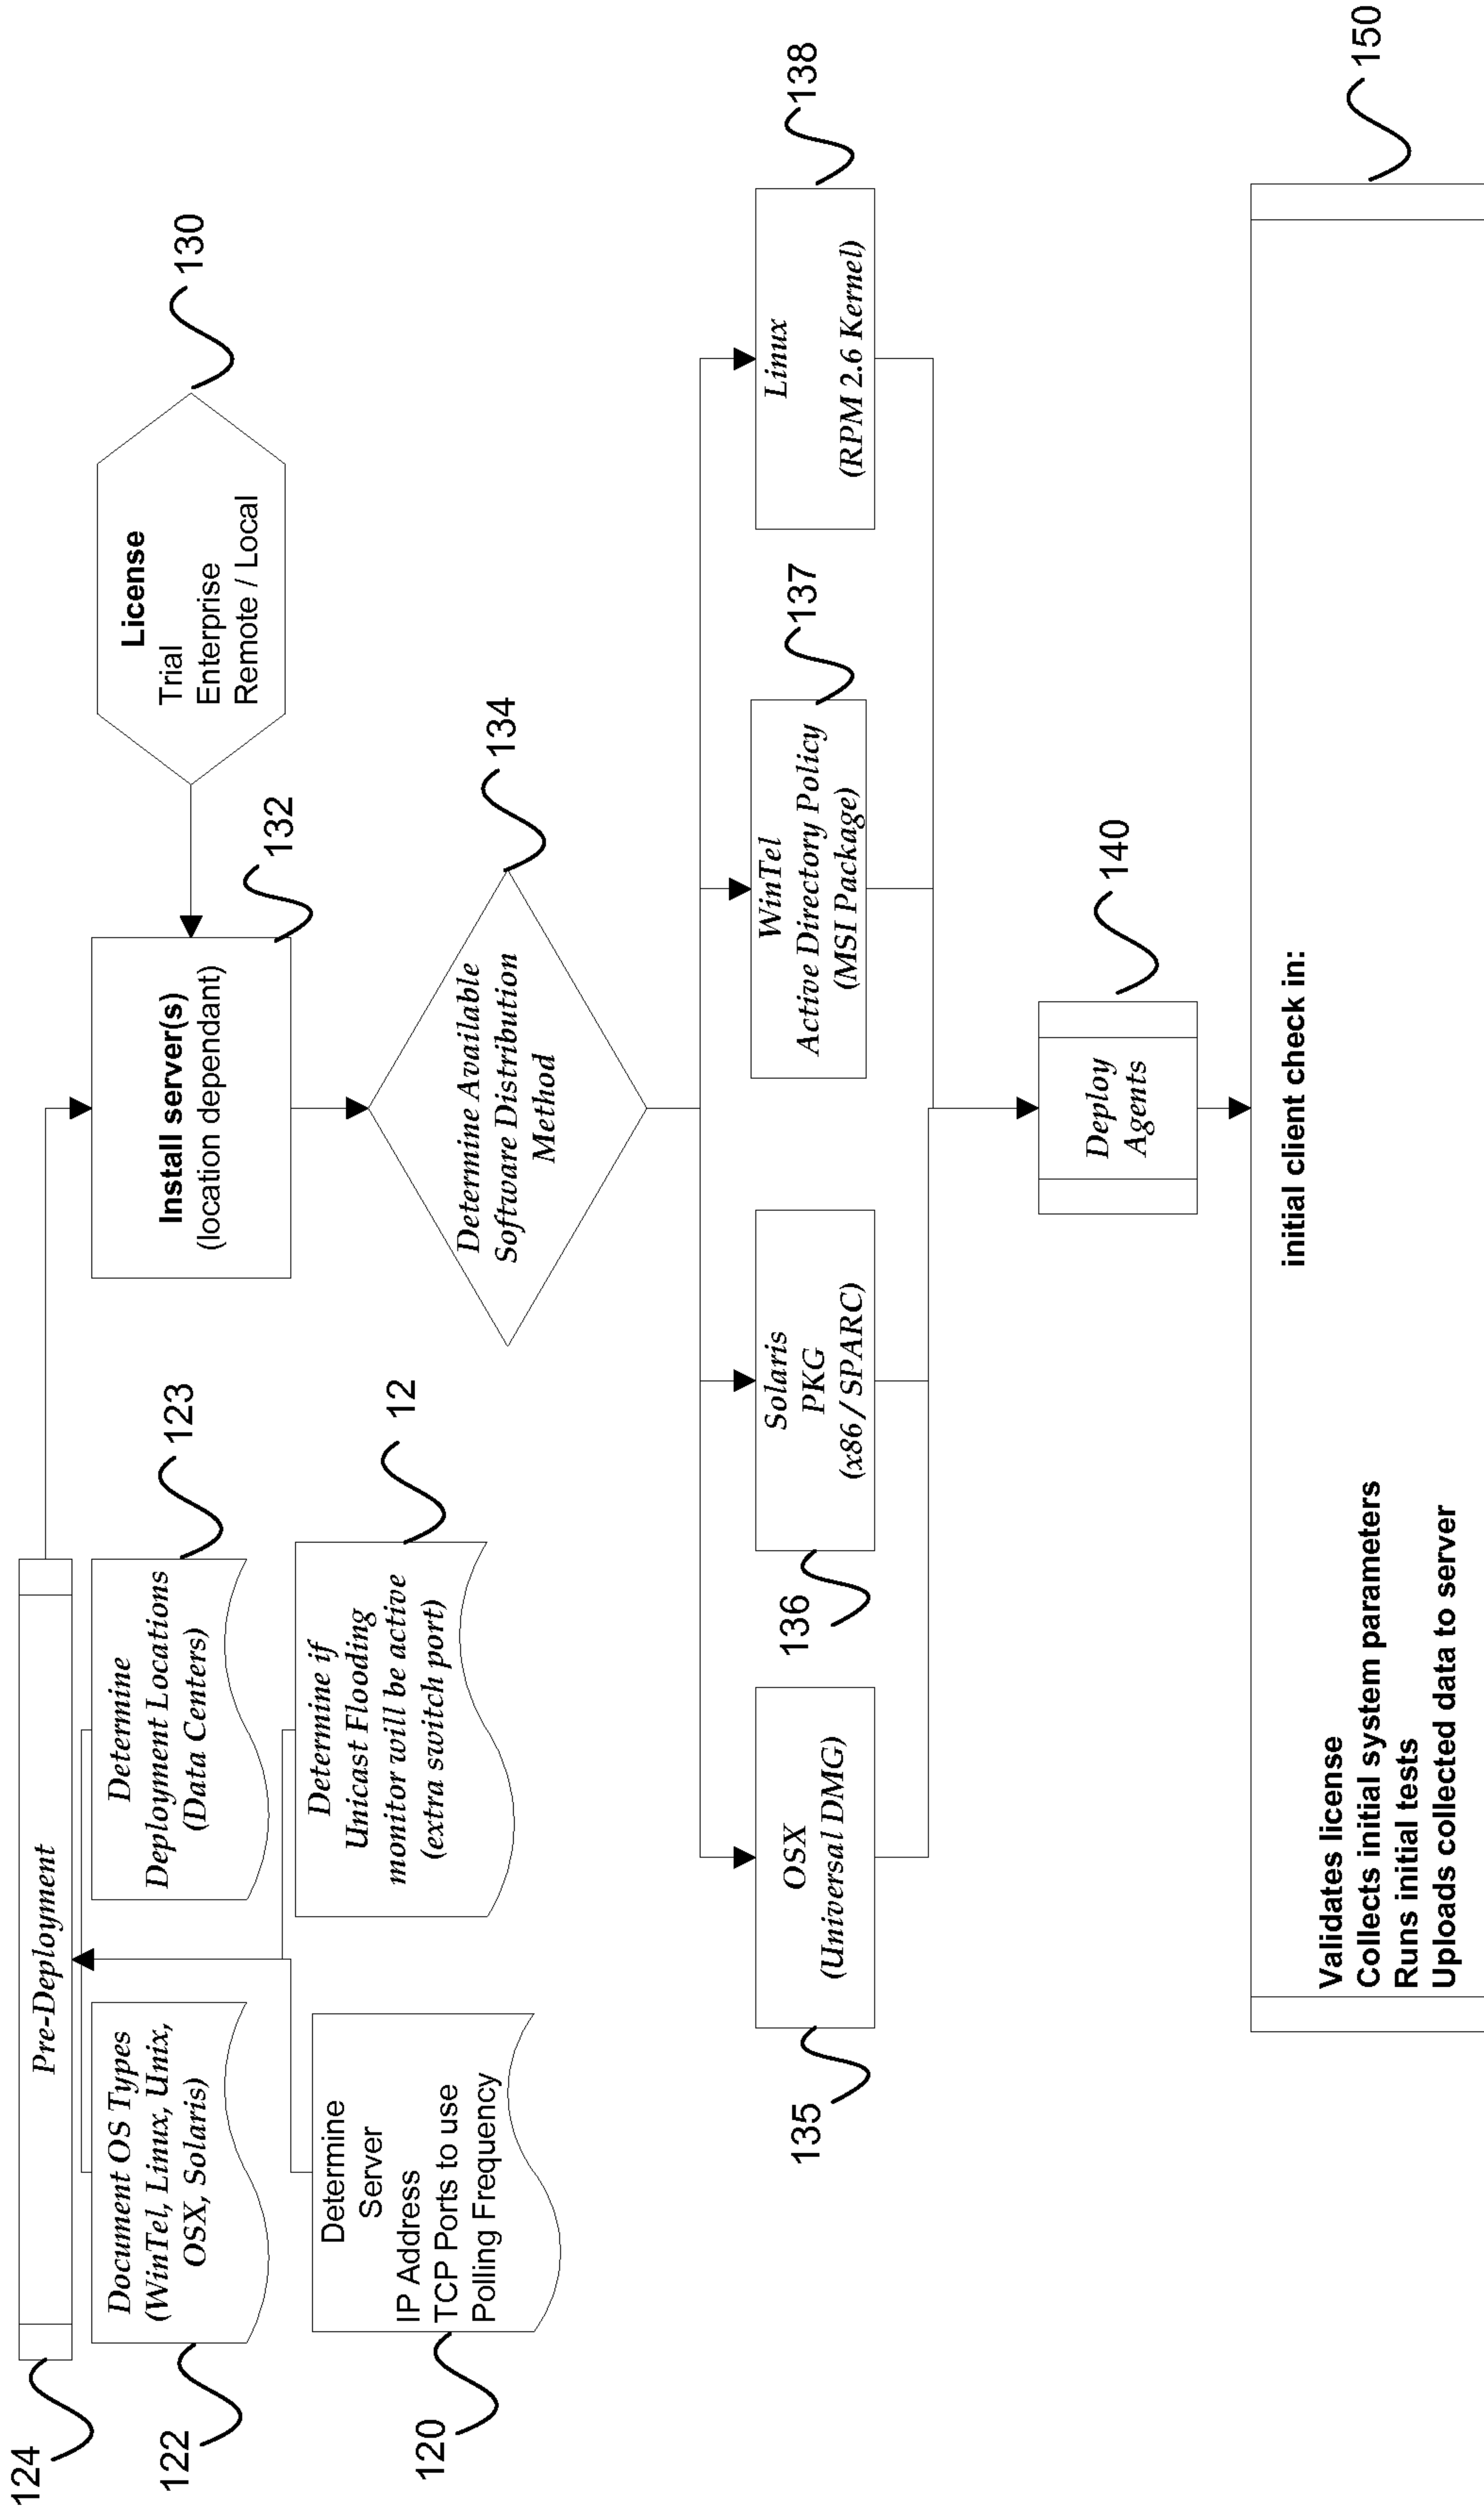 124
Pre-Deployment
122
Document OS Types
(WinTel, Linux, Unix,
OSX, Solaris)
Determine
Deployment Locations
(Data Centers)
123
120
Determine
Server
IP Address
TCP Ports to use
Polling Frequency
Determine if
Unicast Flooding
monitor will be active
(extra switch port)
12
Install server(s)
(location dependant)
132
License
Trial
Enterprise
Remote / Local
130
Determine Available
Software Distribution
Method
134
135
OSX
(Universal DMG)
136
Solaris
PKG
(x86 / SPARC)
WinTel
Active Directory Policy
(MSI Package)
137
Linux
(RPM 2.6 Kernel)
138
Deploy
Agents
140
initial client check in:
Validates license
Collects initial system parameters
Runs initial tests
Uploads collected data to server
150